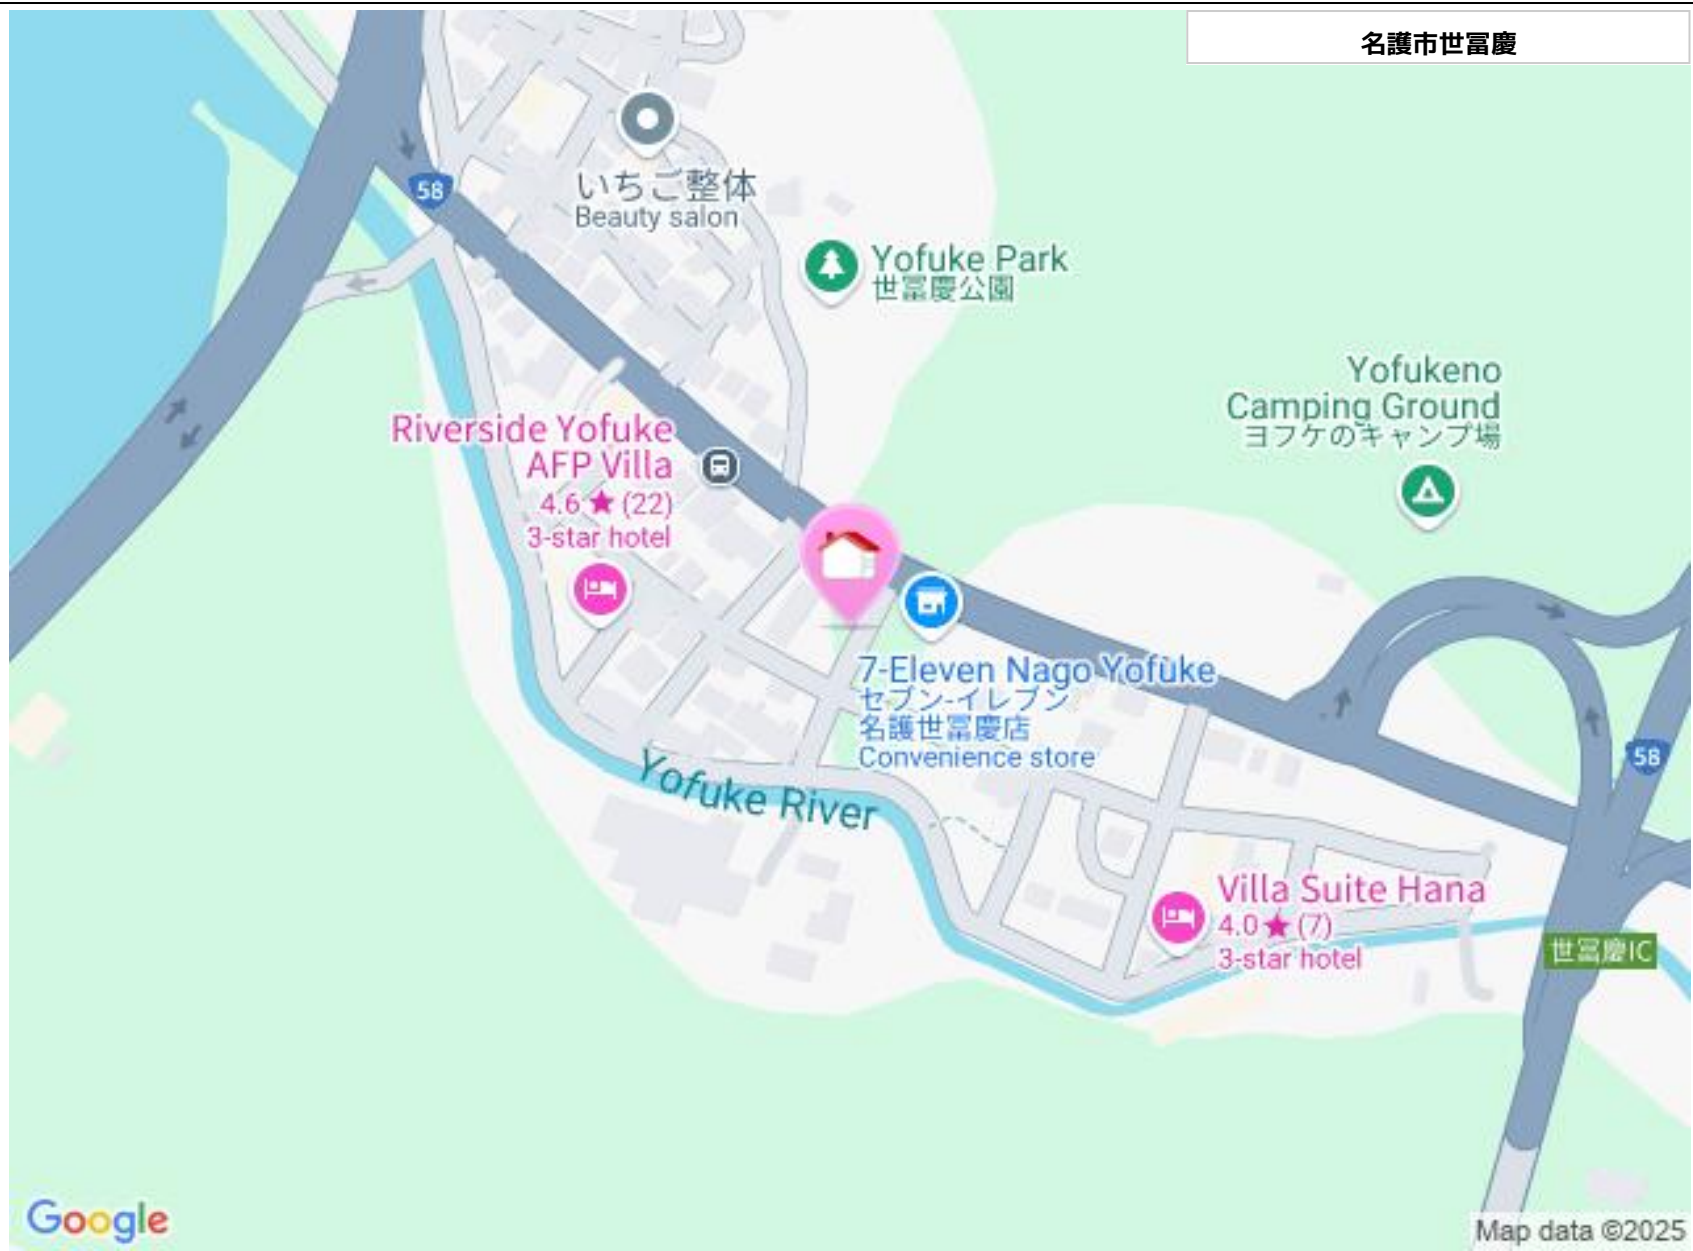 名護市世冨慶
58
いちご整体
Beauty salon
Yofuke Park
世冨慶公園
Yofukeno
Camping Ground
ヨフケのキャンプ場
Riverside Yofuke
AFP Villa
4.6★(22)
3-star hotel
7-Eleven Nago Yofuke
セブン-イレブン
名護世冨慶店
Convenience store
58
Yofuke River
Villa Suite Hana
4.0★(7)
3-star hotel
世冨慶IC
Google
Map data ©2025